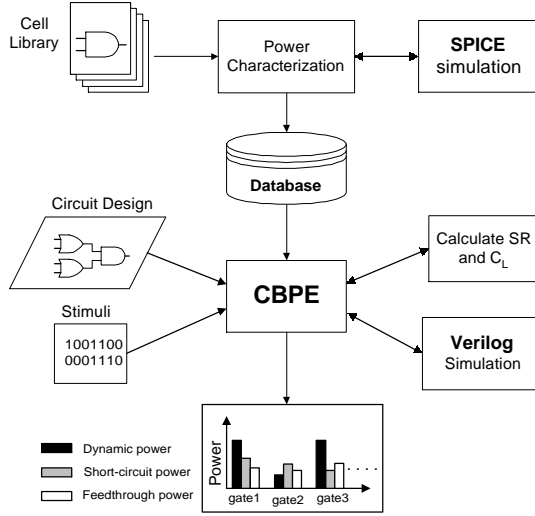 Cell
Library
Power
Characterization
SPICE
simulation
Database
Circuit Design
Calculate SR
and CL
CBPE
Stimuli
1001100
0001110
Verilog
Simulation
Power
Dynamic power
Short-circuit power
Feedthrough power
gate1 gate2 gate3